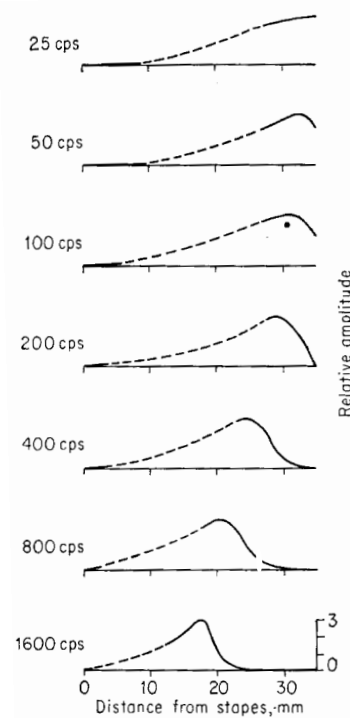 25 cps
50 cps
100 cps
200 cps
400 cps
800 cps
1600 cps
Relative amplitude
3
0
0 10 20 30
Distance from stapes,-mm